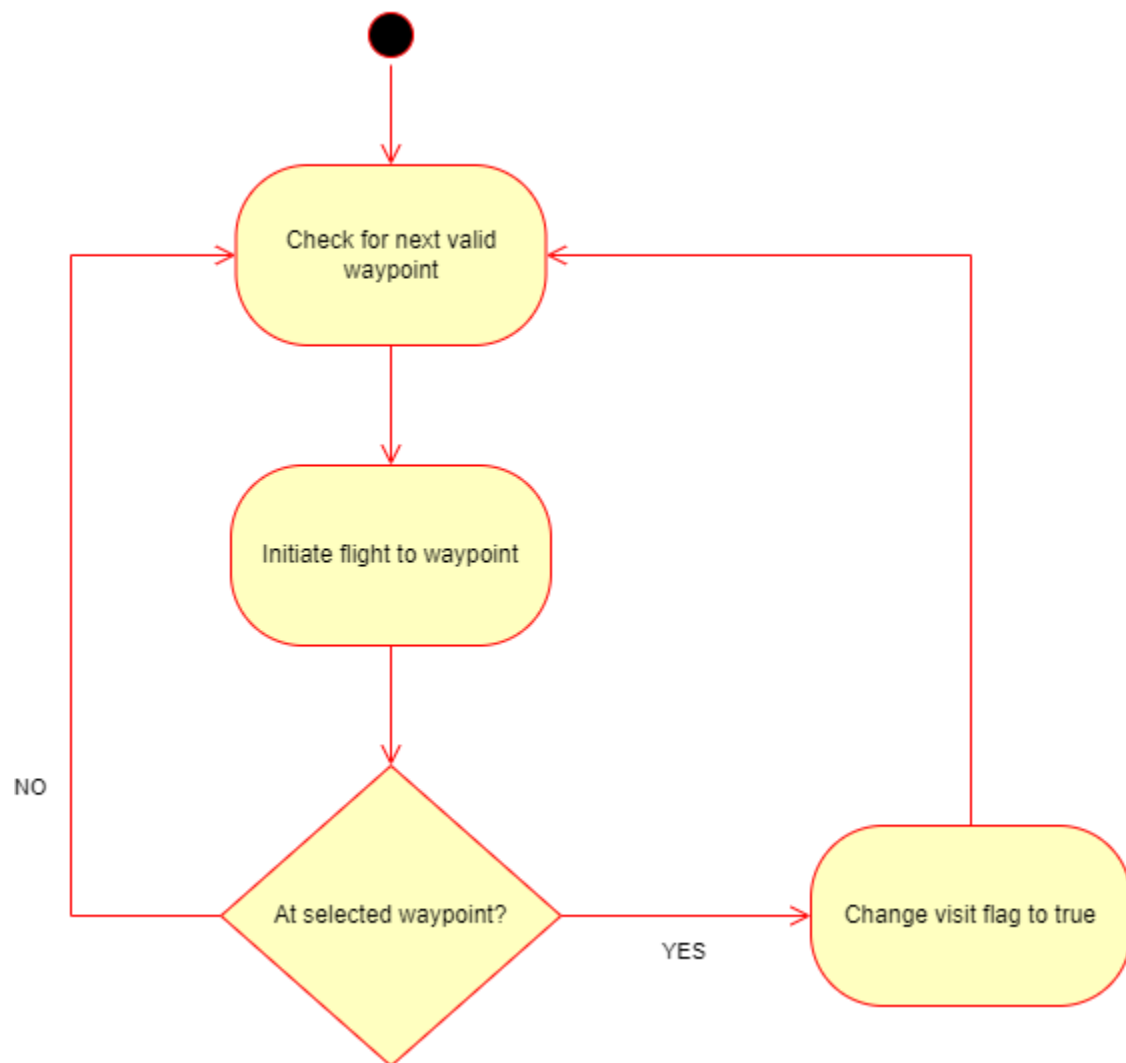 Check for next valid
waypoint
Initiate flight to waypoint
NO
At selected waypoint?
YES
Change visit flag to true